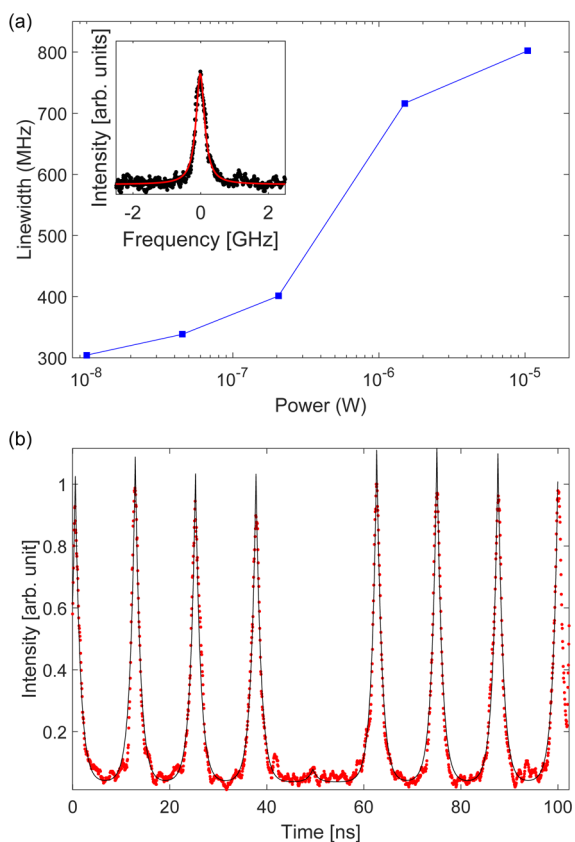 (a)
800
700
600
500
400
300
Linewidth (MHz)
Intensity [arb. units]
-2 0 2
Frequency [GHz]
10⁻⁸ 10⁻⁷ 10⁻⁶ 10⁻⁵
Power (W)
(b)
1
0.8
0.6
0.4
0.2
Intensity [arb. unit]
0 20 40 60 80 100
Time [ns]